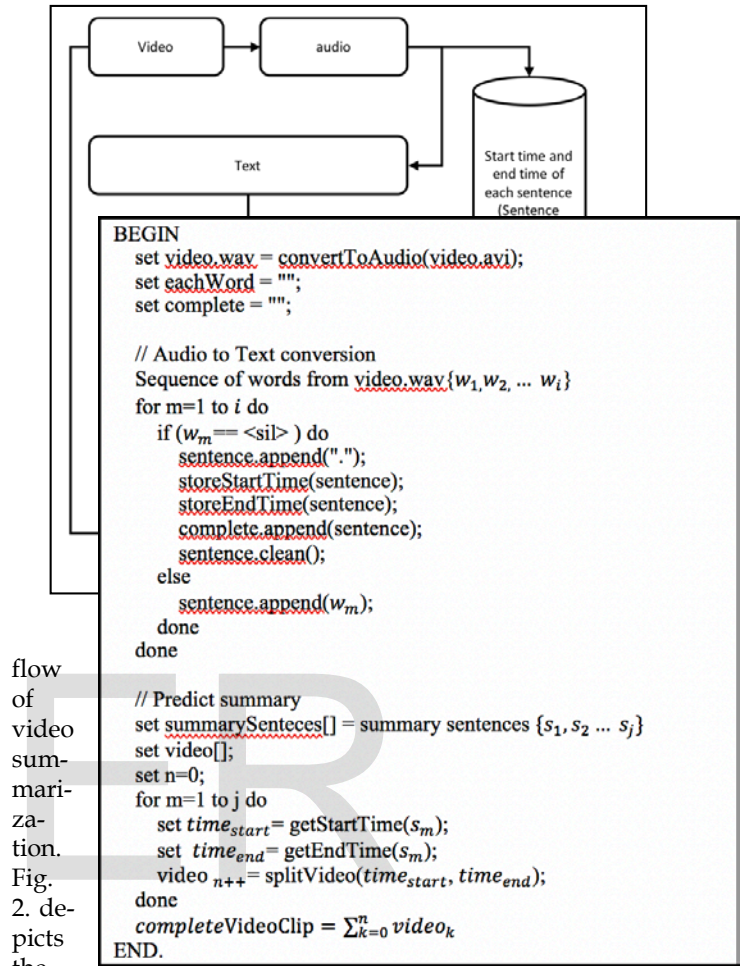 Video
audio
Text
Start time and
end time of
each sentence
(Sentence
BEGIN
set video.wav = convertToAudio(video.avi);
set eachWord = "";
set complete = "";
// Audio to Text conversion
Sequence of words from video.wav{w₁,w₂, ... wᵢ}
for m=1 to i do
if (wₘ== <sil> ) do
sentence.append(".");
storeStartTime(sentence);
storeEndTime(sentence);
complete.append(sentence);
sentence.clean();
else
sentence.append(wₘ);
done
done
// Predict summary
set summarySenteces[] = summary sentences {s₁, s₂ ... sⱼ}
set video[];
set n=0;
for m=1 to j do
set time_start= getStartTime(sₘ);
set time_end= getEndTime(sₘ);
video n++= splitVideo(time_start, time_end);
done
completeVideoClip = ∑ⁿₖ₌₀ videoₖ
END.
flow
of
video
sum-
mari-
za-
tion.
Fig.
2. de-
picts
ER